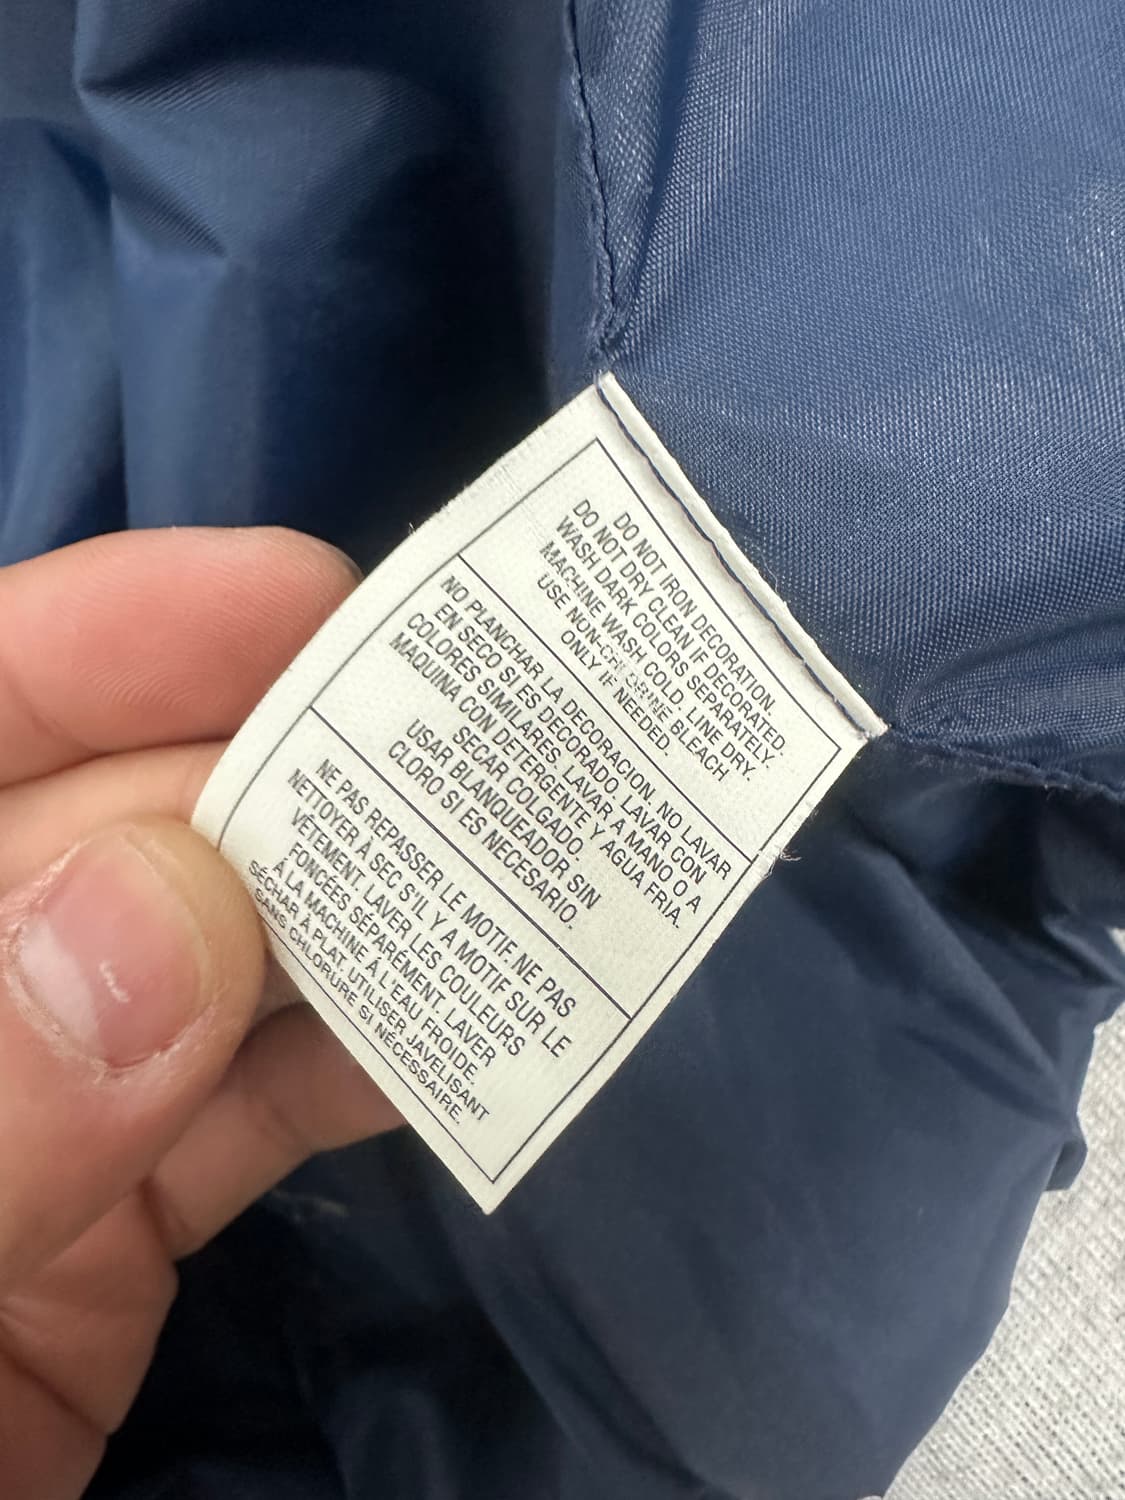 DO NOT IRON DECORATION.
DO NOT DRY CLEAN IF DECORATED.
WASH DARK COLORS SEPARATELY.
MACHINE WASH COLD. LINE DRY.
USE NON-CHLORINE BLEACH
ONLY IF NEEDED.
NO PLANCHAR LA DECORACION. NO LAVAR
EN SECO SI ES DECORADO. LAVAR CON
COLORES SIMILARES. LAVAR A MANO O A
MAQUINA CON DETERGENTE Y AGUA FRIA.
SECAR COLGADO.
USAR BLANQUEADOR SIN
CLORO SI ES NECESARIO.
NE PAS REPASSER LE MOTIF. NE PAS
NETTOYER À SEC S'IL Y A MOTIF SUR LE
VÊTEMENT. LAVER LES COULEURS
FONCÉES SÉPARÉMENT. LAVER
À LA MACHINE À L'EAU FROIDE.
SÉCHAR À PLAT. UTILISER JAVELISANT
SANS CHLORURE SI NÉCESSAIRE.